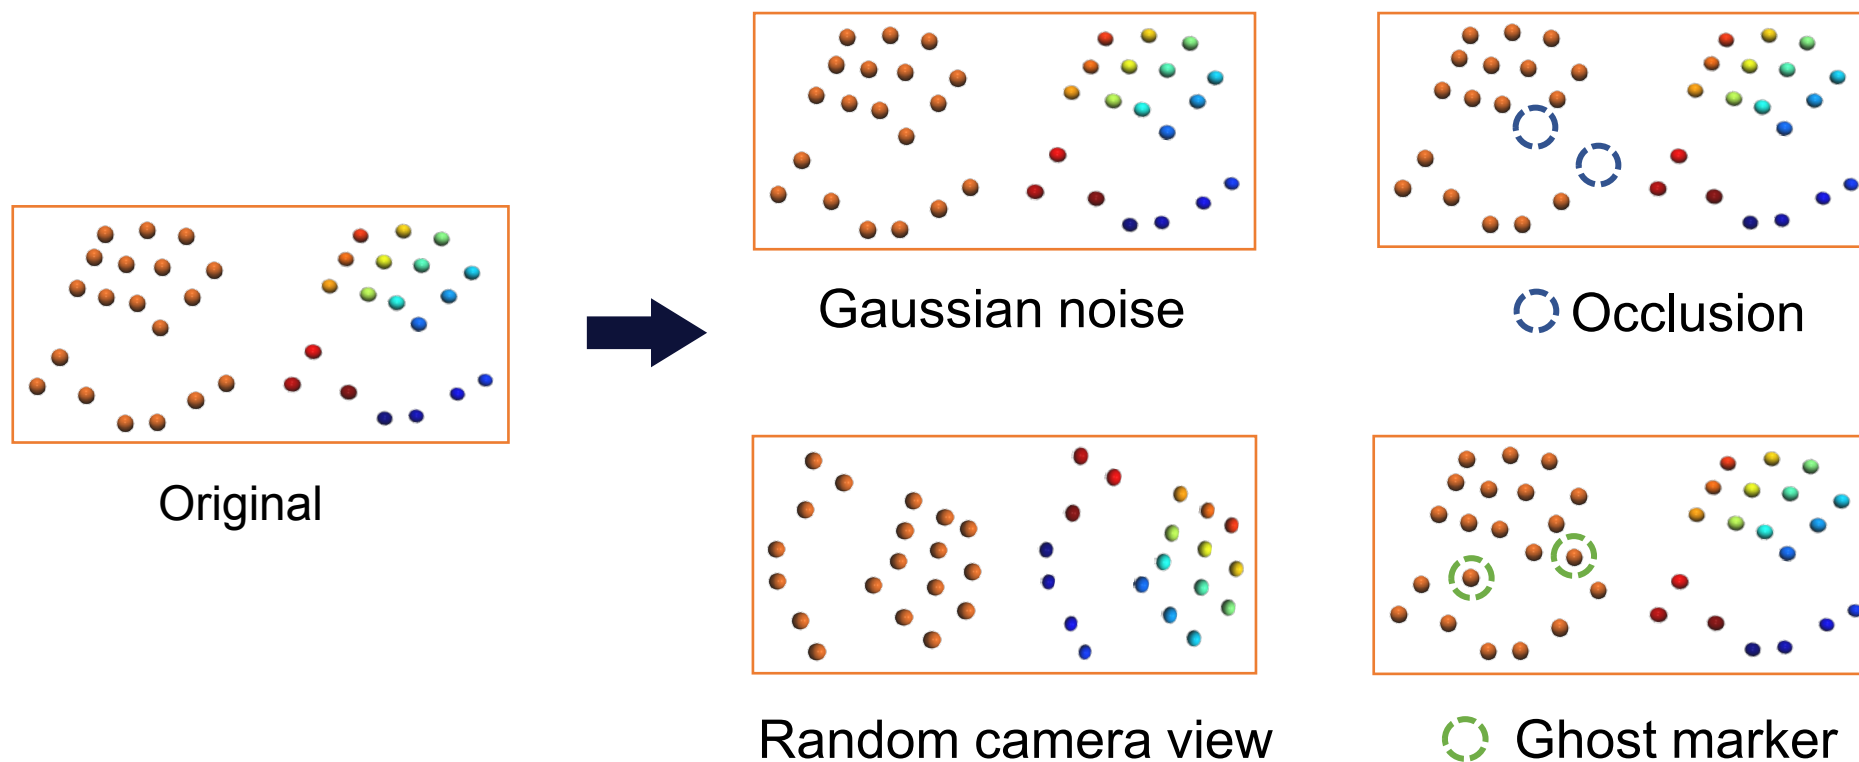 Original
Gaussian noise
Occlusion
Random camera view
Ghost marker